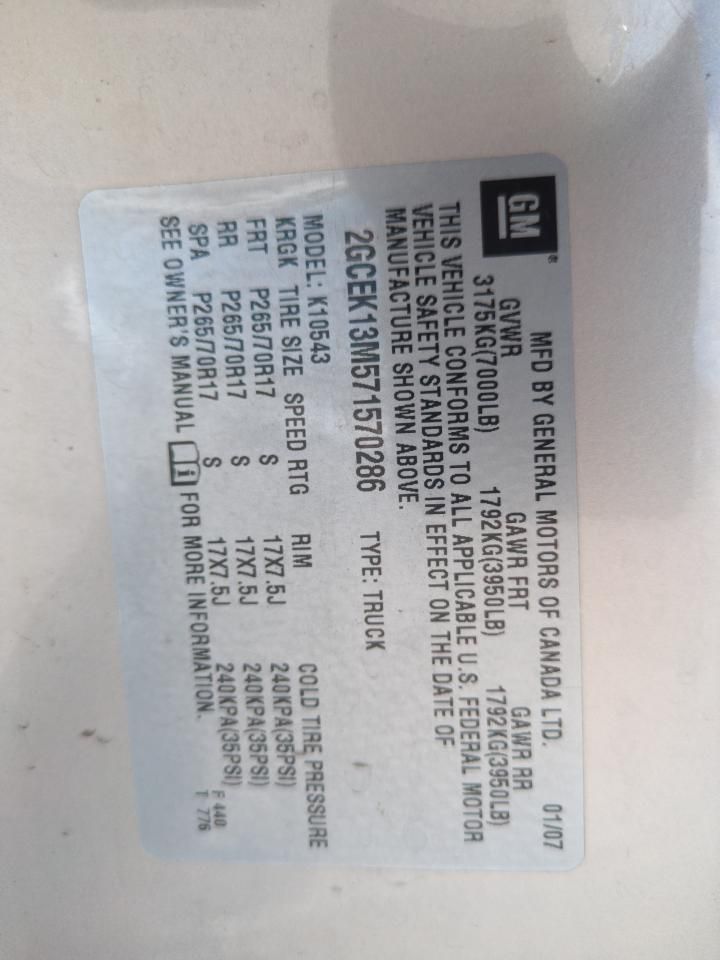 GM®
MFD BY GENERAL MOTORS OF CANADA LTD. 01/07
GVWR GAWR FRT GAWR RR
3175KG(7000LB) 1792KG(3950LB) 1792KG(3950LB)
THIS VEHICLE CONFORMS TO ALL APPLICABLE U.S. FEDERAL MOTOR
VEHICLE SAFETY STANDARDS IN EFFECT ON THE DATE OF
MANUFACTURE SHOWN ABOVE.
2GCEK13M571570286 TYPE: TRUCK
MODEL: K10543
KRGK TIRE SIZE SPEED RTG RIM COLD TIRE PRESSURE
FRT P265/70R17 S 17X7.5J 240KPA(35PSI)
RR P265/70R17 S 17X7.5J 240KPA(35PSI)
SPA P265/70R17 S 17X7.5J 240KPA(35PSI)
SEE OWNER'S MANUAL i FOR MORE INFORMATION.
F 440
T 776